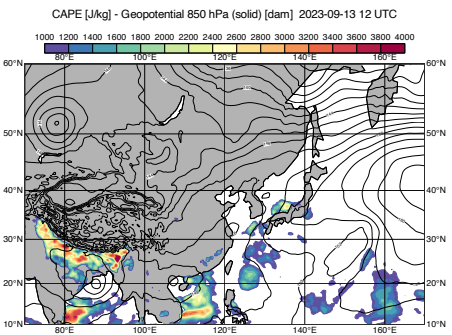 CAPE [J/kg] - Geopotential 850 hPa (solid) [dam] 2023-09-13 12 UTC
1000 1200 1400 1600 1800 2000 2200 2400 2600 2800 3000 3200 3400 3600 3800 4000
80°E 100°E 120°E 140°E 160°E
60°N 60°N
50°N 50°N
40°N 40°N
30°N 30°N
20°N 20°N
10°N 10°N
80°E 100°E 120°E 140°E 160°E